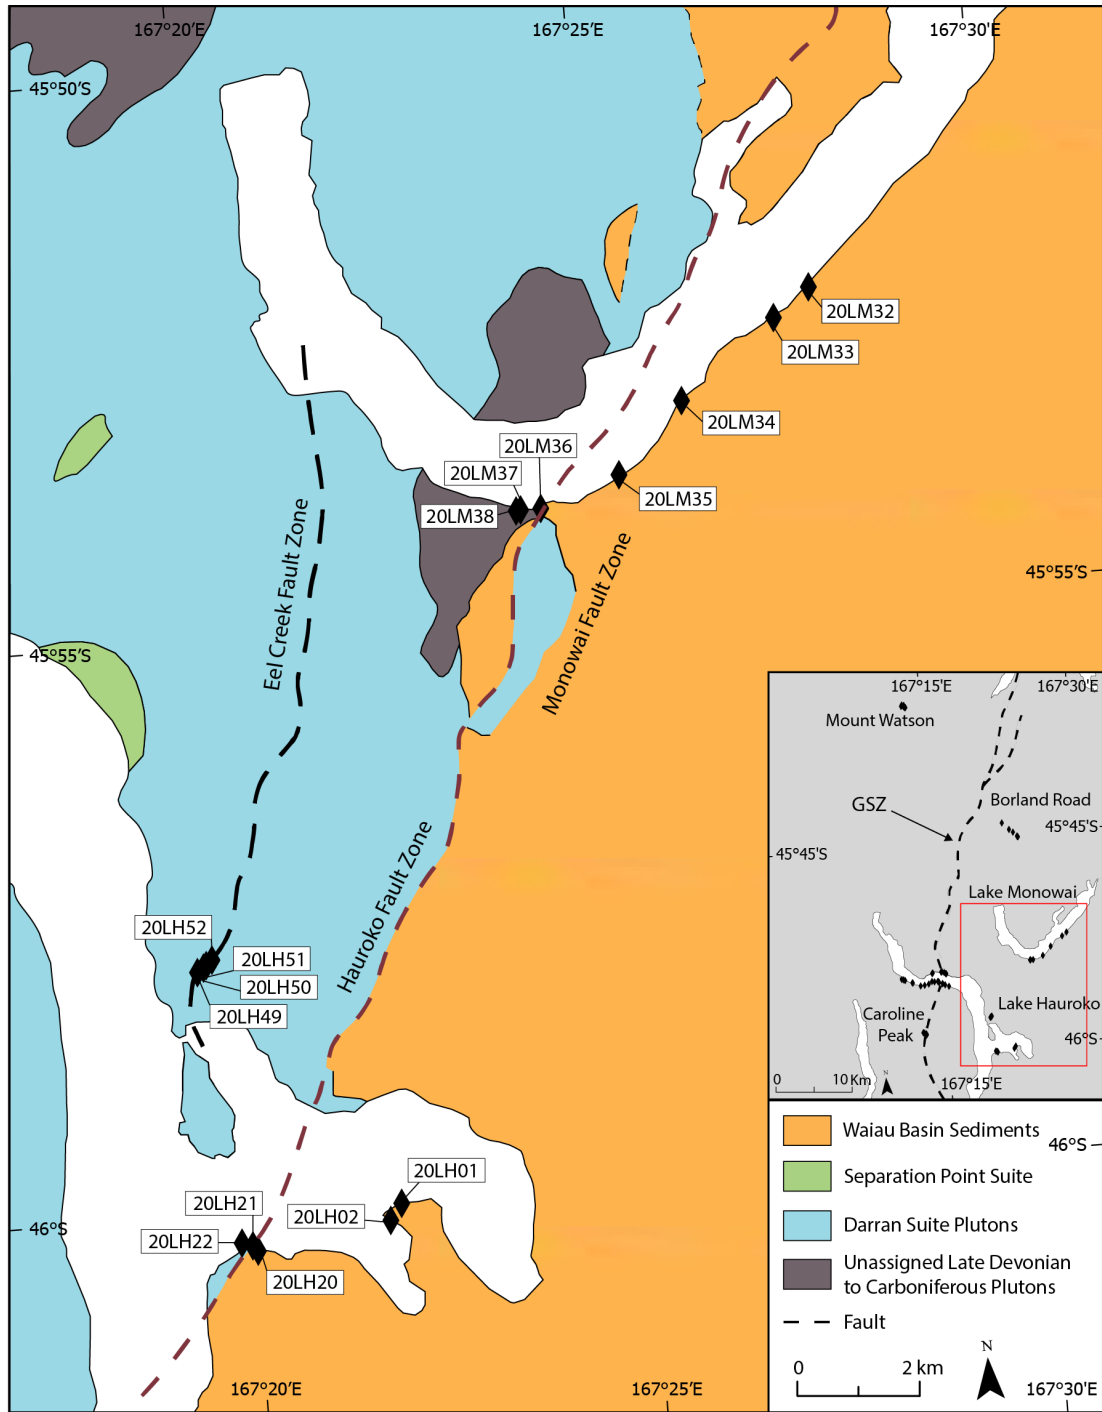 167°20'E
167°25'E
167°30'E
45°50'S
20LM32
20LM33
20LM34
20LM36
20LM37
20LM35
20LM38
Eel Creek Fault Zone
Monowai Fault Zone
45°55'S
45°55'S
Hauroko Fault Zone
20LH52
20LH51
20LH50
20LH49
20LH01
20LH21
20LH02
20LH22
20LH20
46°S
46°S
167°20'E
167°25'E
167°30'E
167°15'E
167°30'E
Mount Watson
GSZ
Borland Road
45°45'S
45°45'S
Lake Monowai
Lake Hauroko
Caroline
Peak
46°S
0
10 Km
N
167°15'E
Waiau Basin Sediments
Separation Point Suite
Darran Suite Plutons
Unassigned Late Devonian
to Carboniferous Plutons
Fault
N
0
2 km